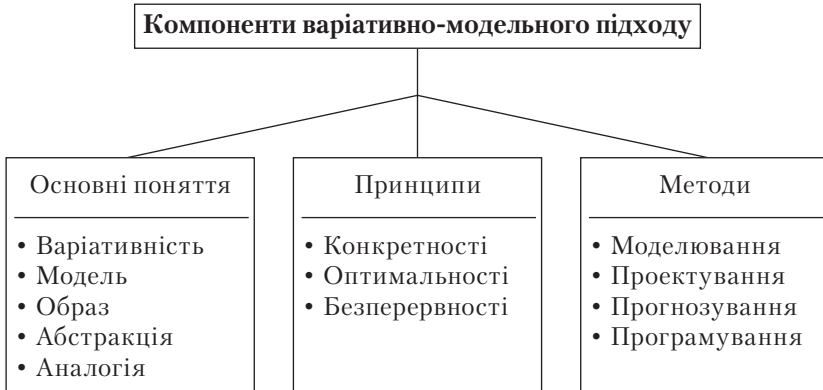 Компоненти варіативно-модельного підходу
Основні поняття
• Варіативність
• Модель
• Образ
• Абстракція
• Аналогія
Принципи
• Конкретності
• Оптимальності
• Безперервності
Методи
• Моделювання
• Проектування
• Прогнозування
• Програмування